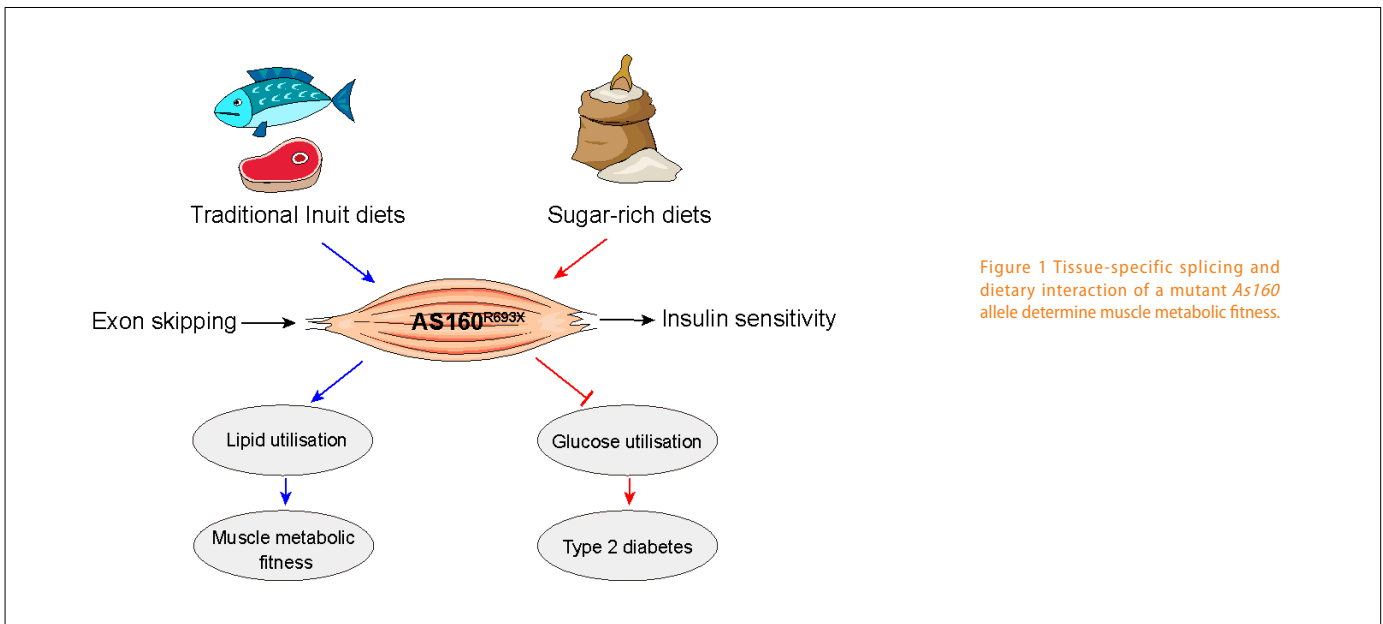 Traditional Inuit diets
Sugar-rich diets
Exon skipping
AS160R693X
Insulin sensitivity
Lipid utilisation
Glucose utilisation
Muscle metabolic
fitness
Type 2 diabetes
Figure 1 Tissue-specific splicing and
dietary interaction of a mutant As160
allele determine muscle metabolic fitness.